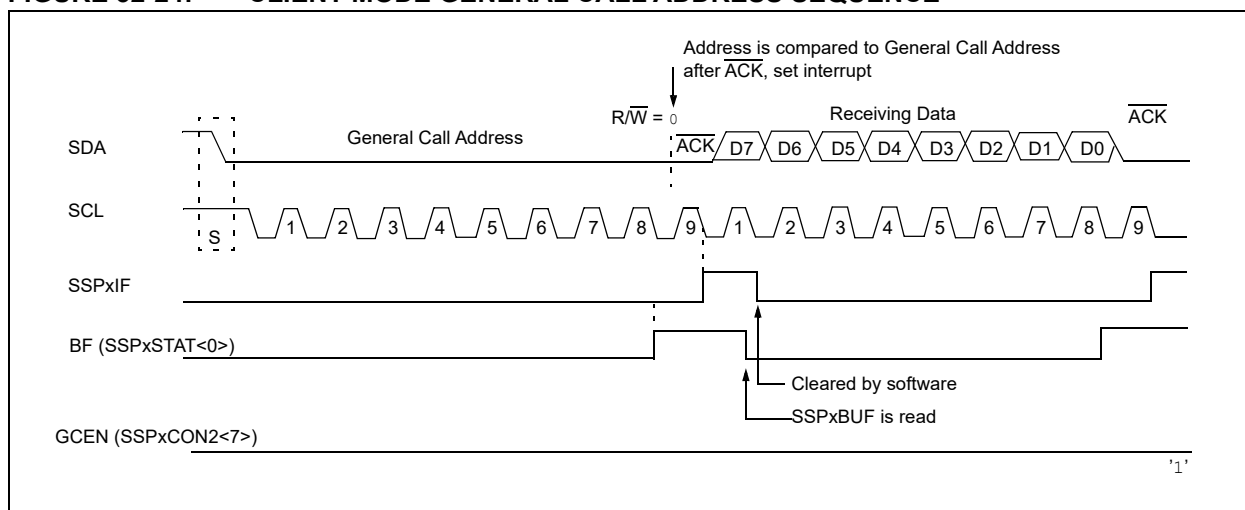 Address is compared to General Call Address
after ACK, set interrupt
R/W = 0
Receiving Data
ACK
SDA
General Call Address
ACK D7 D6 D5 D4 D3 D2 D1 D0
SCL
S
1 2 3 4 5 6 7 8 9 1 2 3 4 5 6 7 8 9
SSPxIF
BF (SSPxSTAT<0>)
Cleared by software
SSPxBUF is read
GCEN (SSPxCON2<7>)
'1'